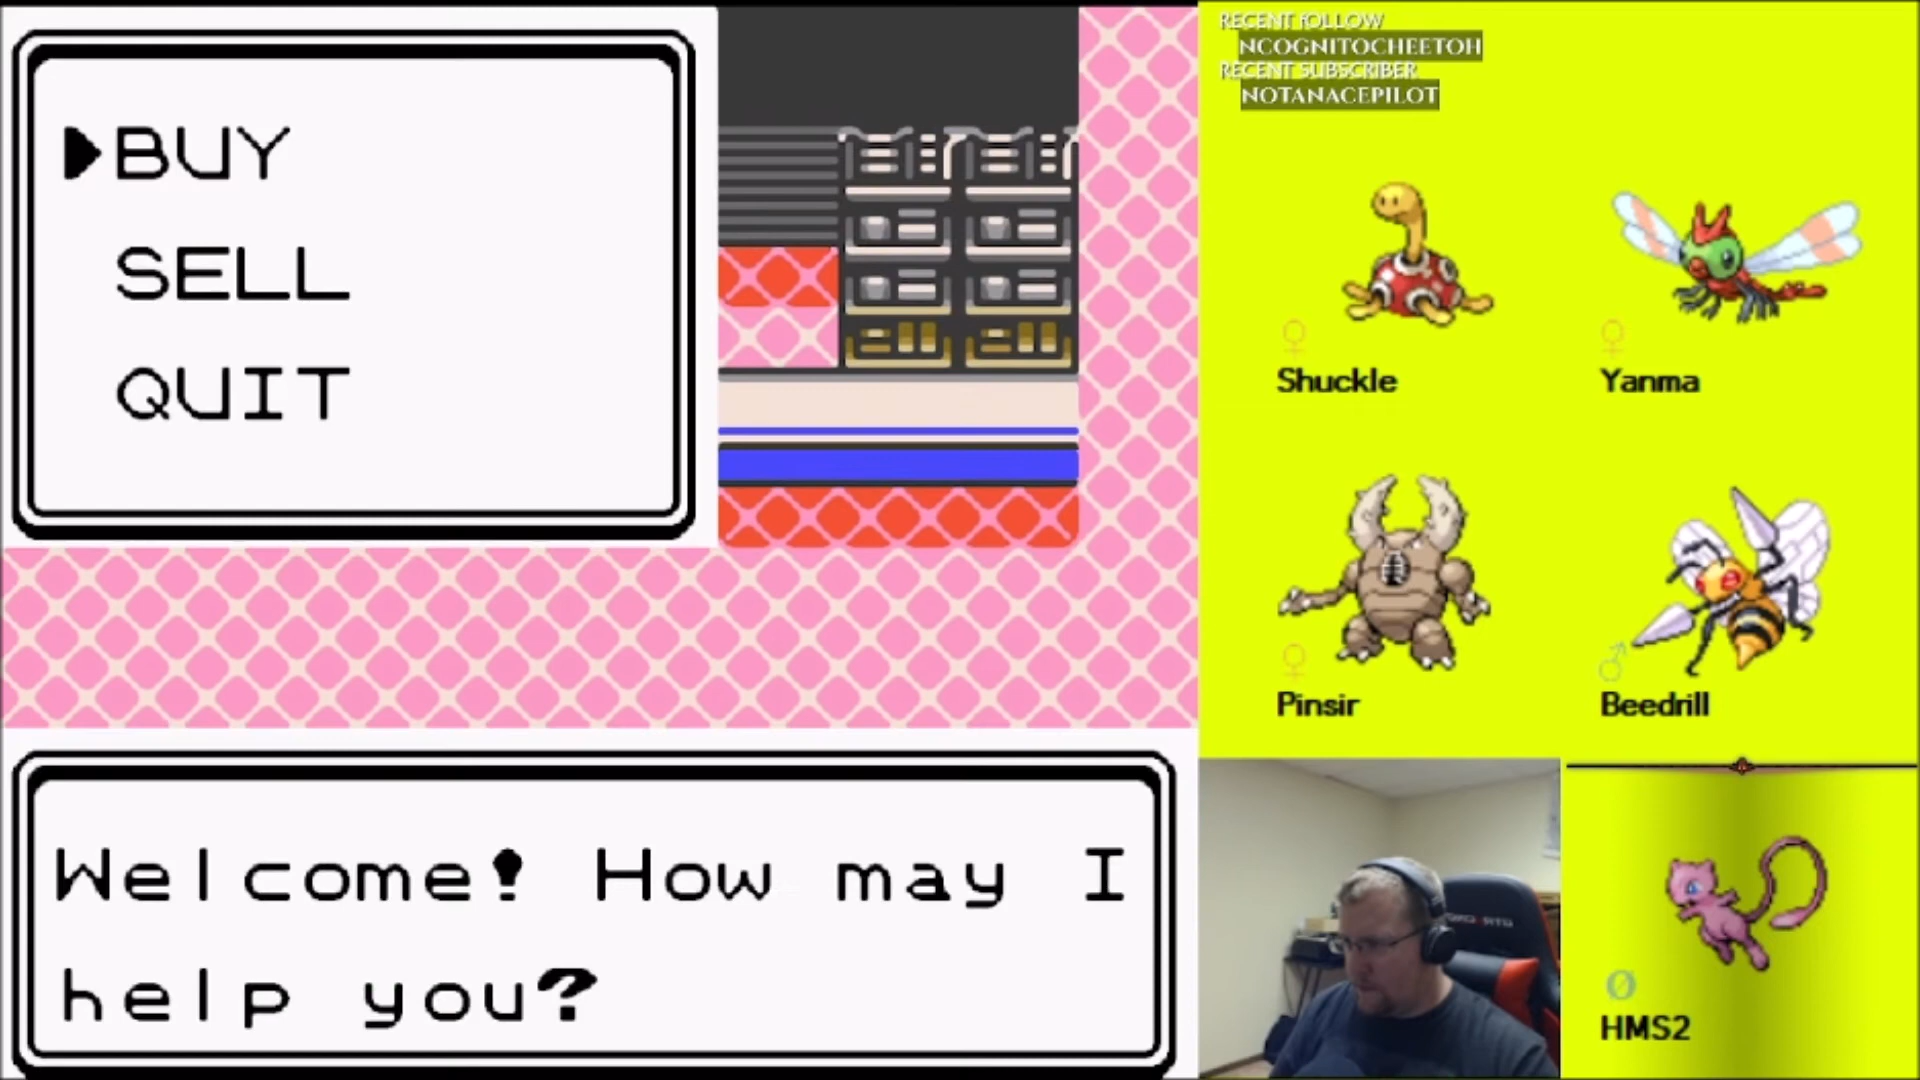 BUY
SELL
QUIT
Welcome! How may I
help you?
RECENT FOLLOW
NCOGNITOCHEETOH
RECENT SUBSCRIBER
NOTANACEPILOT
Shuckle
Yanma
Pinsir
Beedrill
HMS2